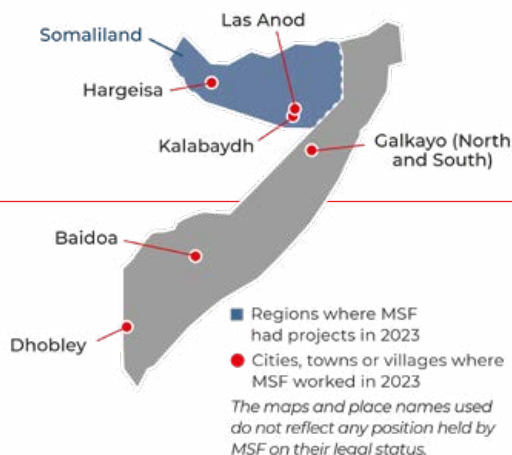 Las Anod
Somaliland
Hargeisa
Kalabaydh
Galkayo (North
and South)
Baidoa
Dhobley
Regions where MSF
had projects in 2023
Cities, towns or villages where
MSF worked in 2023
The maps and place names used
do not reflect any position held by
MSF on their legal status.